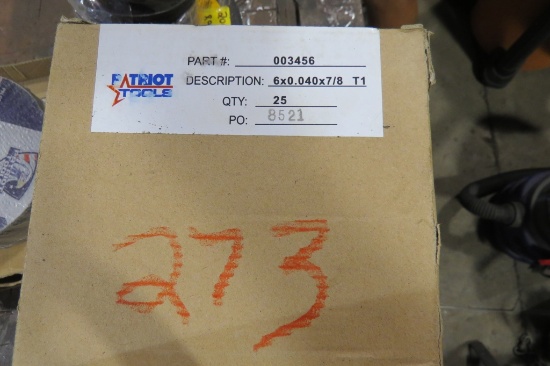 PATRIOT
TOOLS
PART #: 003456
DESCRIPTION: 6x0.040x7/8 T1
QTY: 25
PO: 8521
273